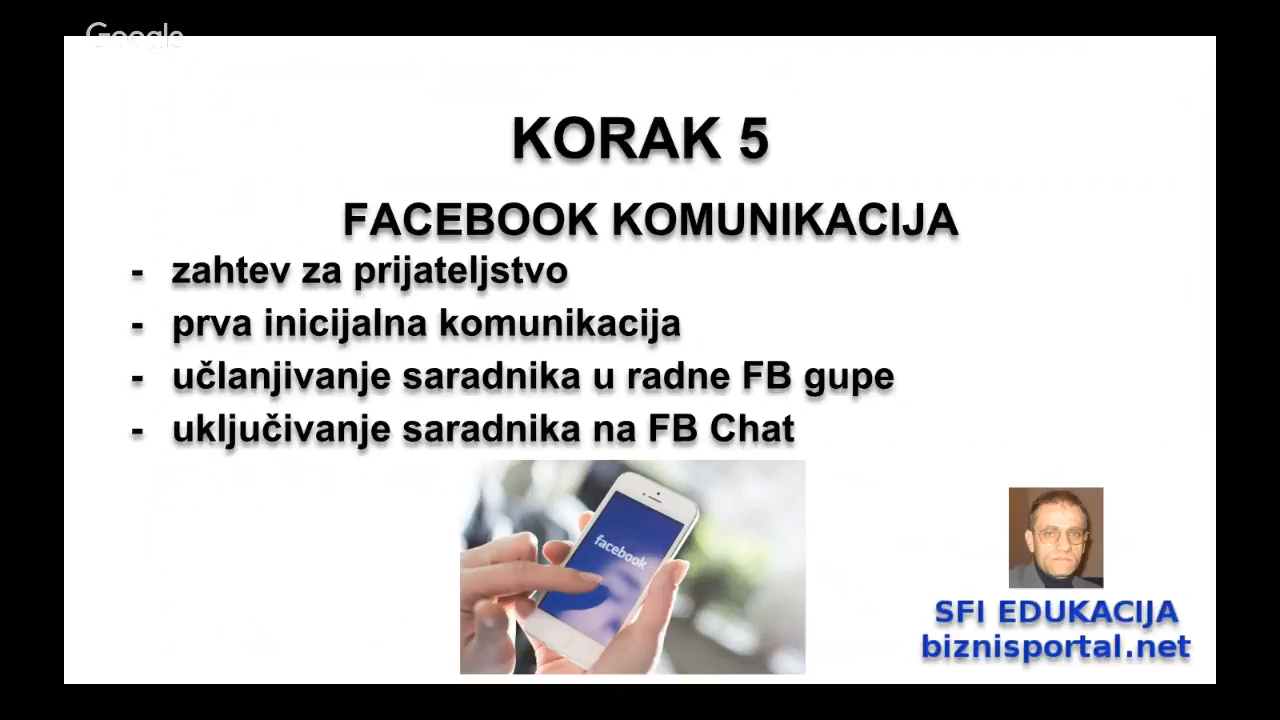 Google
KORAK 5
FACEBOOK KOMUNIKACIJA
- zahtev za prijateljstvo
- prva inicijalna komunikacija
- učlanjivanje saradnika u radne FB gupe
- uključivanje saradnika na FB Chat
facebook
SFI EDUKACIJA
biznisportal.net